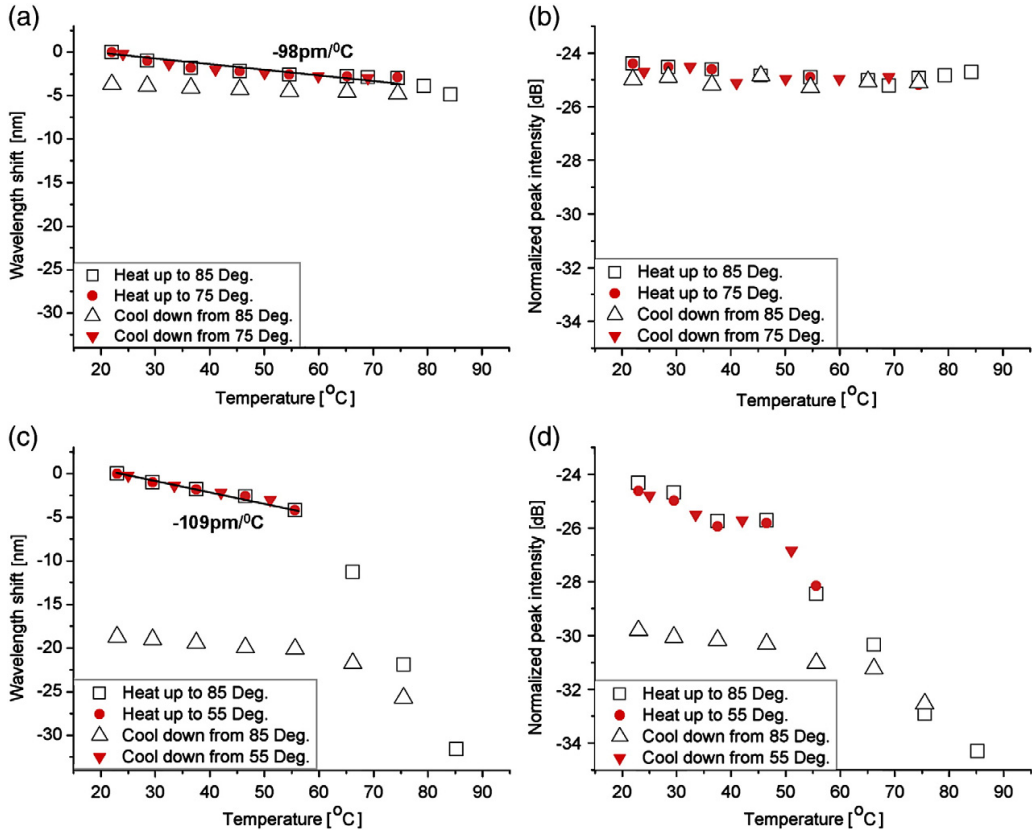 (a)
-98pm/⁰C
Wavelength shift [nm]
0
-5
-10
-15
-20
-25
-30
Heat up to 85 Deg.
Heat up to 75 Deg.
Cool down from 85 Deg.
Cool down from 75 Deg.
20 30 40 50 60 70 80 90
Temperature [⁰C]
(b)
Normalized peak intensity [dB]
-24
-26
-28
-30
-32
-34
Heat up to 85 Deg.
Heat up to 75 Deg.
Cool down from 85 Deg.
Cool down from 75 Deg.
20 30 40 50 60 70 80 90
Temperature [⁰C]
(c)
-109pm/⁰C
Wavelength shift [nm]
0
-5
-10
-15
-20
-25
-30
Heat up to 85 Deg.
Heat up to 55 Deg.
Cool down from 85 Deg.
Cool down from 55 Deg.
20 30 40 50 60 70 80 90
Temperature [⁰C]
(d)
Normalized peak intensity [dB]
-24
-26
-28
-30
-32
-34
Heat up to 85 Deg.
Heat up to 55 Deg.
Cool down from 85 Deg.
Cool down from 55 Deg.
20 30 40 50 60 70 80 90
Temperature [⁰C]